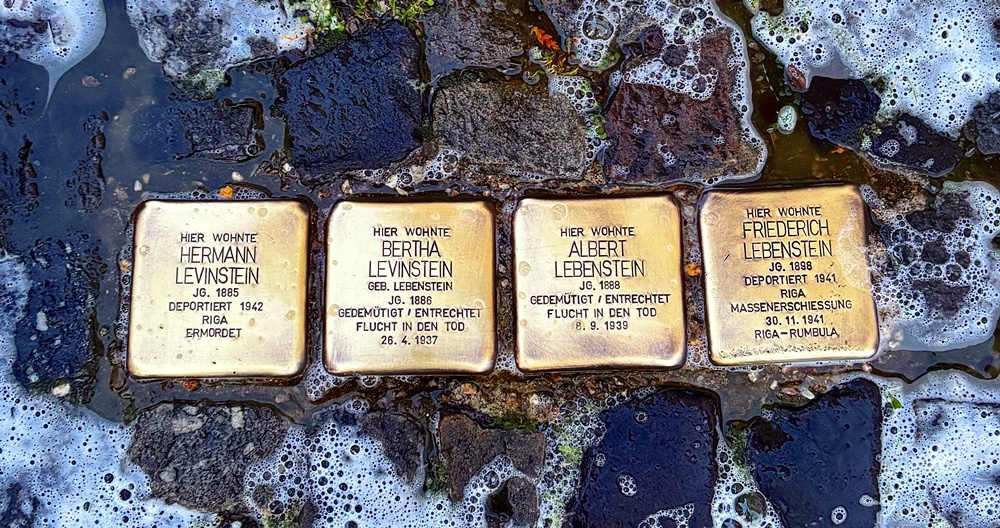 HIER WOHNTE
HERMANN
LEVINSTEIN
JG. 1885
DEPORTIERT 1942
RIGA
ERMORDET
HIER WOHNTE
BERTHA
LEVINSTEIN
GEB. LEBENSTEIN
JG. 1886
GEDEMÜTIGT / ENTRECHTET
FLUCHT IN DEN TOD
26. 4. 1937
HIER WOHNTE
ALBERT
LEBENSTEIN
JG. 1888
GEDEMÜTIGT / ENTRECHTET
FLUCHT IN DEN TOD
8. 9. 1939
HIER WOHNTE
FRIEDERICH
LEBENSTEIN
JG. 1898
DEPORTIERT 1941
RIGA
MASSENERSCHIESSUNG
30. 11. 1941
RIGA-RUMBULA